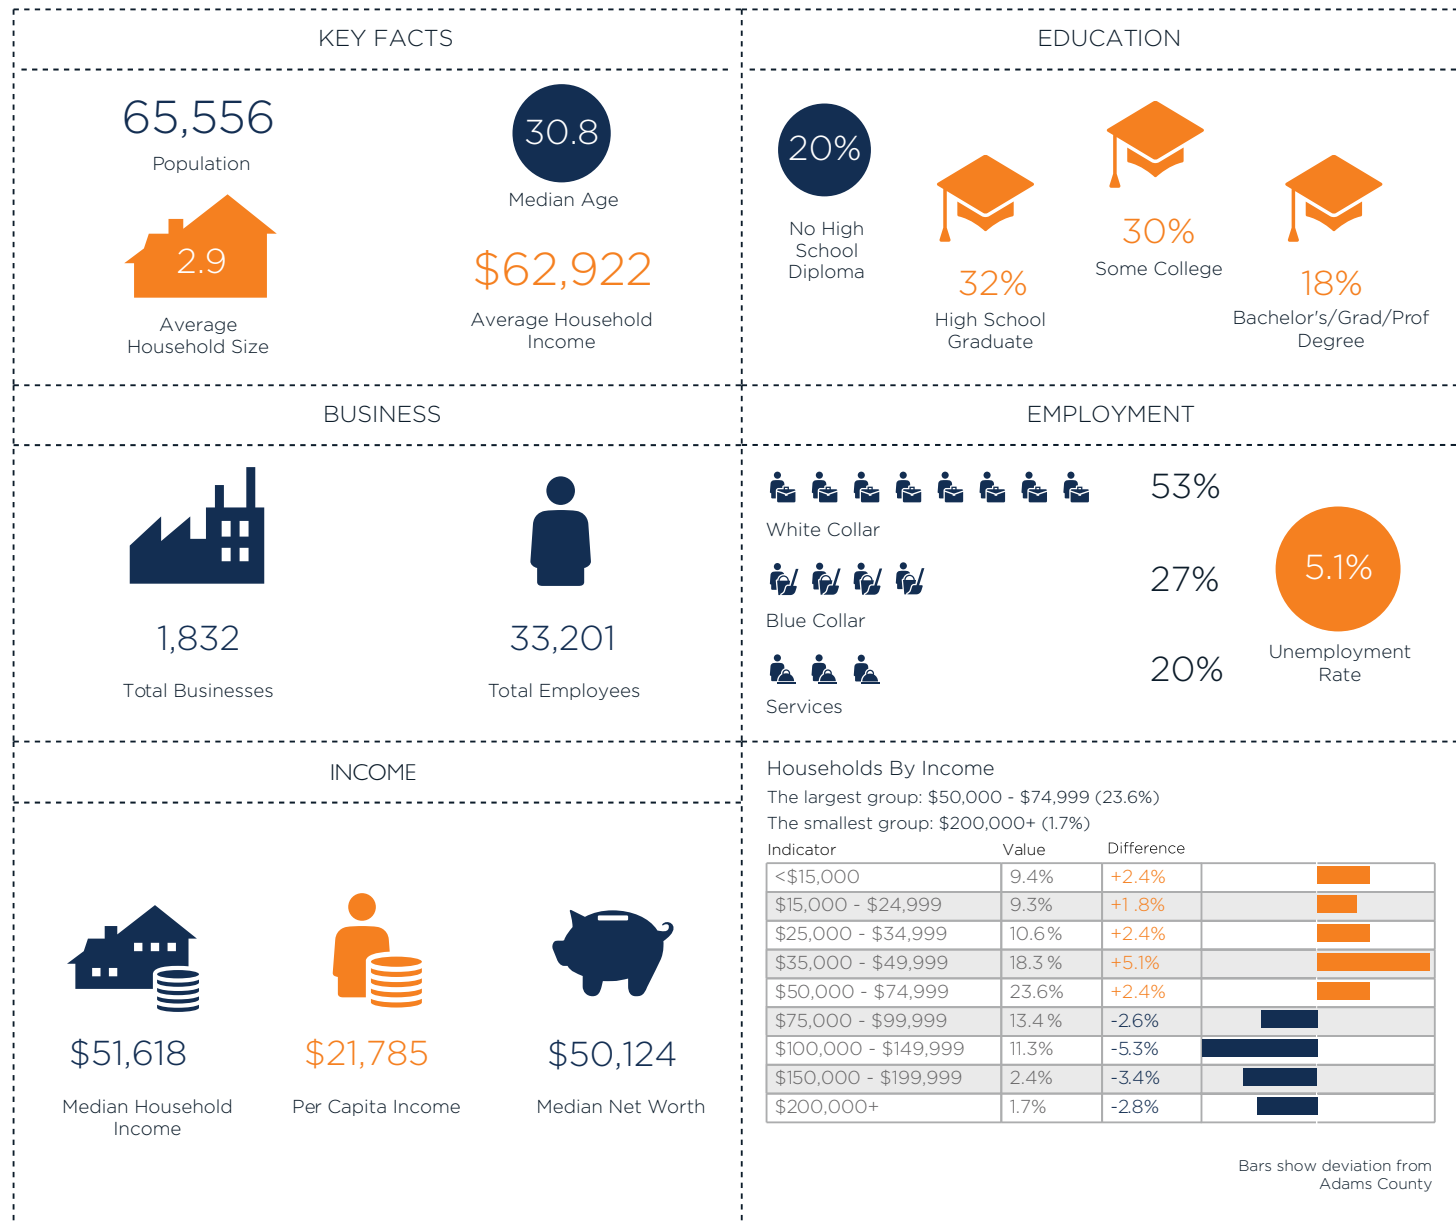 KEY FACTS
65,556
Population
30.8
Median Age
2.9
Average
Household Size
$62,922
Average Household
Income
EDUCATION
20%
No High
School
Diploma
32%
High School
Graduate
30%
Some College
18%
Bachelor's/Grad/Prof
Degree
BUSINESS
1,832
Total Businesses
33,201
Total Employees
EMPLOYMENT
53%
White Collar
27%
Blue Collar
20%
Services
5.1%
Unemployment
Rate
INCOME
$51,618
Median Household
Income
$21,785
Per Capita Income
$50,124
Median Net Worth
Households By Income
The largest group: $50,000 - $74,999 (23.6%)
The smallest group: $200,000+ (1.7%)
Indicator Value Difference
<$15,000 9.4% +2.4%
$15,000 - $24,999 9.3% +1.8%
$25,000 - $34,999 10.6% +2.4%
$35,000 - $49,999 18.3% +5.1%
$50,000 - $74,999 23.6% +2.4%
$75,000 - $99,999 13.4% -2.6%
$100,000 - $149,999 11.3% -5.3%
$150,000 - $199,999 2.4% -3.4%
$200,000+ 1.7% -2.8%
Bars show deviation from
Adams County